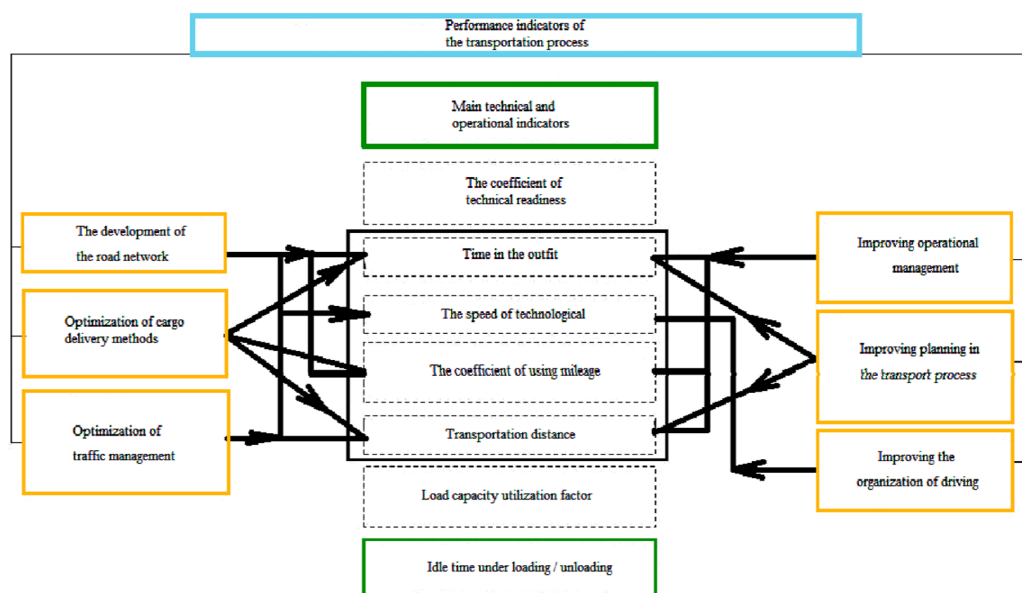 Performance indicators of
the transportation process
Main technical and
operational indicators
The coefficient of
technical readiness
The development of
the road network
Time in the outfit
Improving operational
management
Optimization of cargo
delivery methods
The speed of technological
The coefficient of using mileage
Improving planning in
the transport process
Optimization of
traffic management
Transportation distance
Improving the
organization of driving
Load capacity utilization factor
Idle time under loading / unloading